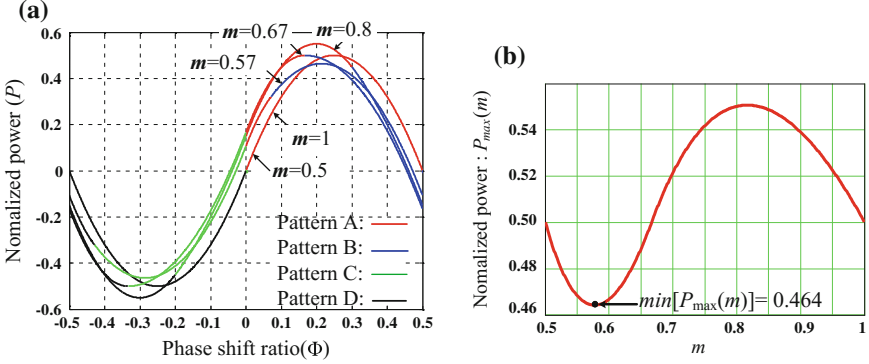 (a)
0.6
0.4
0.2
0
-0.2
-0.4
-0.6
Nomalized power (P)
m=0.67
m=0.8
m=0.57
m=1
m=0.5
Pattern A:
Pattern B:
Pattern C:
Pattern D:
-0.5 -0.4 -0.3 -0.2 -0.1 0 0.1 0.2 0.3 0.4 0.5
Phase shift ratio(Φ)
(b)
0.54
0.52
0.50
0.48
0.46
Nomalized power : Pmax(m)
min[Pmax(m)]= 0.464
0.5 0.6 0.7 0.8 0.9 1
m